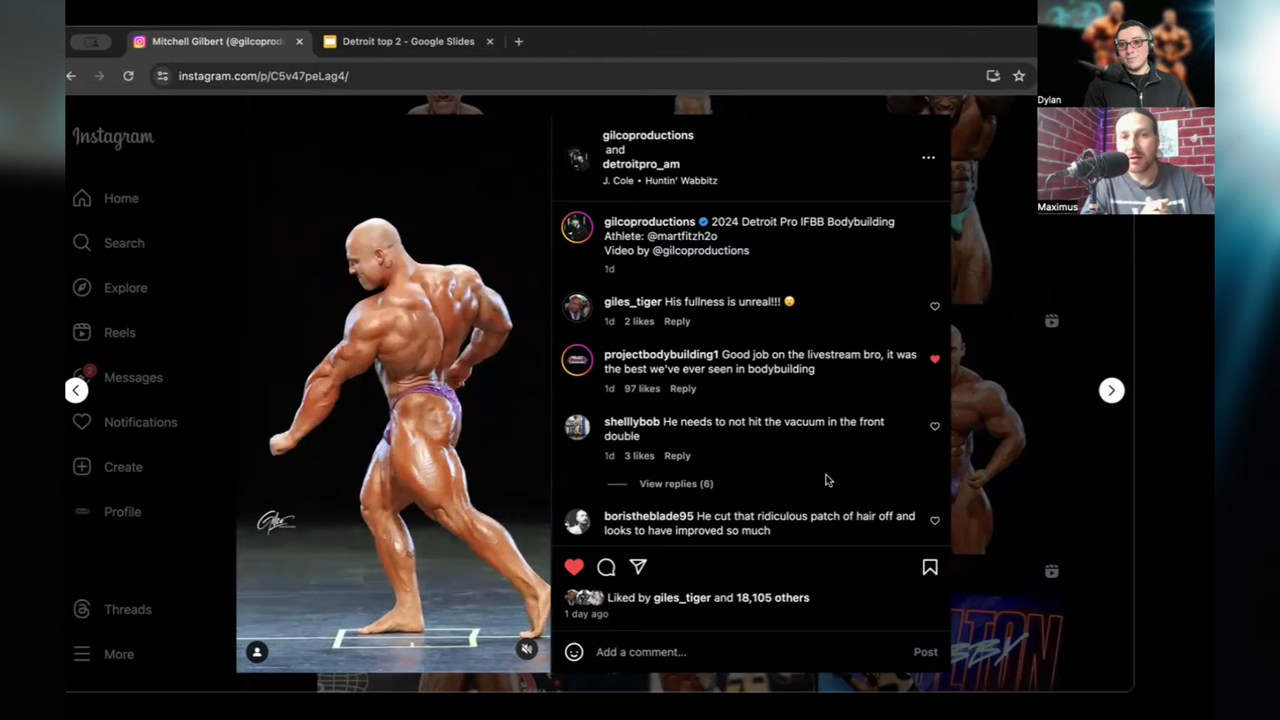 Mitchell Gilbert (@gilcoprod
Detroit top 2 - Google Slides
instagram.com/p/C5v47peLag4/
Dylan
Maximus
Instagram
Home
Search
Explore
Reels
2
Messages
Notifications
Create
Profile
Threads
More
gilcoproductions
and
detroitpro_am
J. Cole • Huntin' Wabbitz
gilcoproductions 2024 Detroit Pro IFBB Bodybuilding
Athlete: @martfitzh2o
Video by @gilcoproductions
1d
giles_tiger His fullness is unreal!!! 😮
1d 2 likes Reply
projectbodybuilding1 Good job on the livestream bro, it was
the best we've ever seen in bodybuilding
1d 97 likes Reply
shelllybob He needs to not hit the vacuum in the front
double
1d 3 likes Reply
View replies (6)
boristheblade95 He cut that ridiculous patch of hair off and
looks to have improved so much
Liked by giles_tiger and 18,105 others
1 day ago
Add a comment...
Post